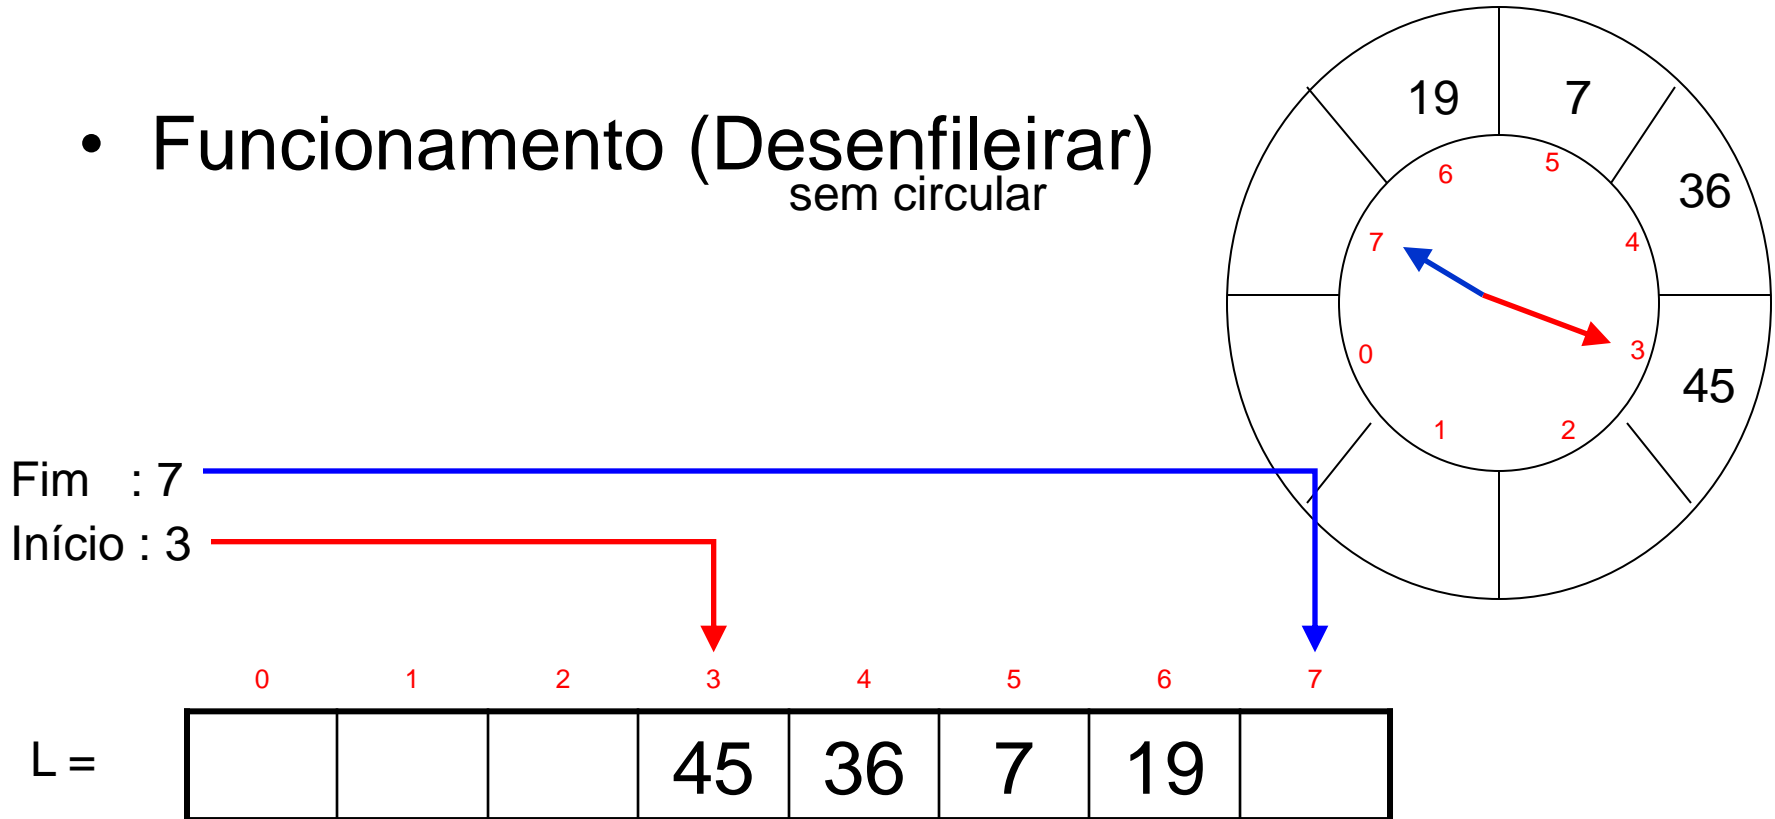 • Funcionamento (Desenfileirar)
sem circular
19 7
6 5
36
7 4
0 3
45
1 2
Fim : 7
Início : 3
0 1 2 3 4 5 6 7
L = 45 36 7 19